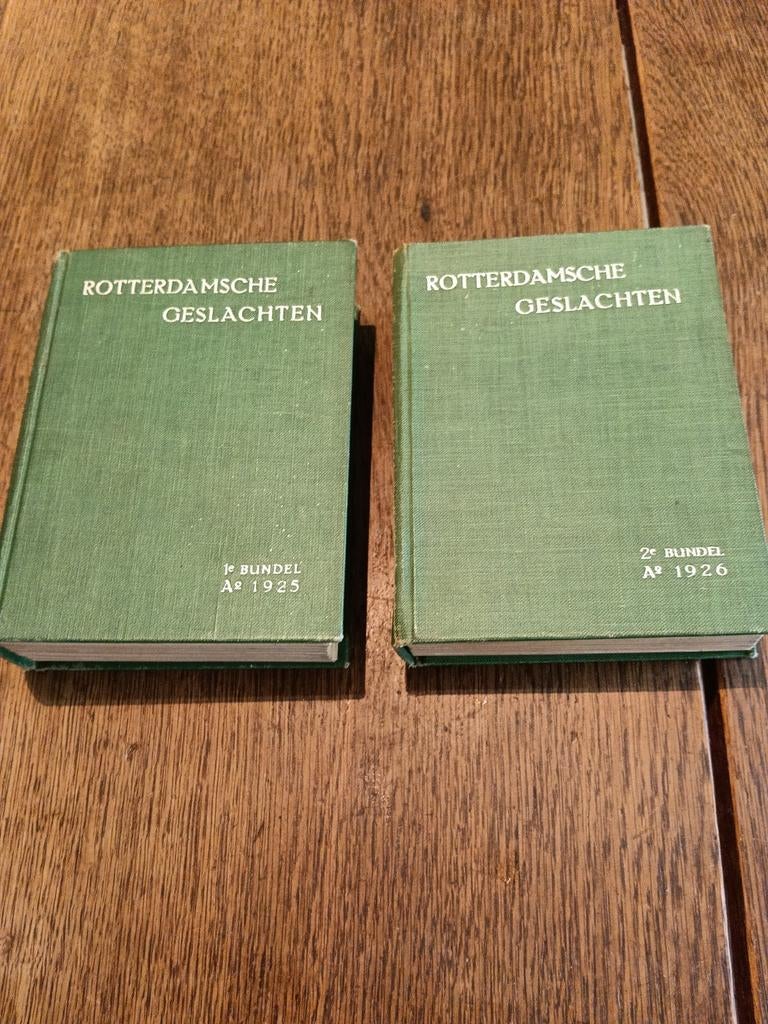 ROTTERDAMSCHE
GESLACHTEN
1e BUNDEL
Aº 1925
ROTTERDAMSCHE
GESLACHTEN
2e BUNDEL
Aº 1926